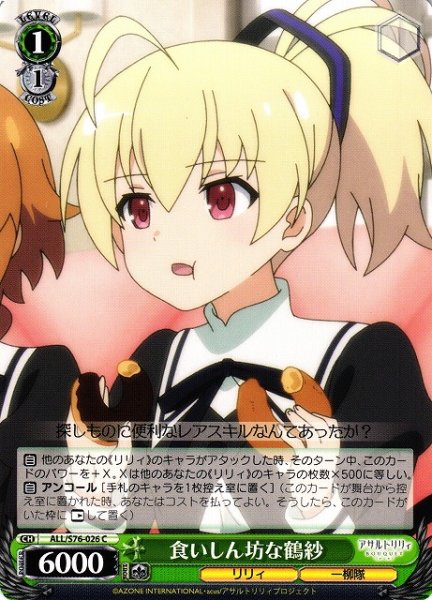 LEVEL
1
1
COST
探しものに便利なレアスキルなんてあったか?
自 他のあなたの《リリィ》のキャラがアタックした時、そのターン中、このカ
ードのパワーを+X。Xは他のあなたの《リリィ》のキャラの枚数×500に等しい。
自 アンコール [手札のキャラを1枚控え室に置く] (このカードが舞台から控
え室に置かれた時、あなたはコストを払ってよい。そうしたら、このカード
がいた枠にレストして置く)
CH ALL/S76-026 C
POWER
6000
食いしん坊な鶴紗
アサルトリリィ
BOUQUET
リリィ
一柳隊
©AZONE INTERNATIONAL・acus/アサルトリリィプロジェクト